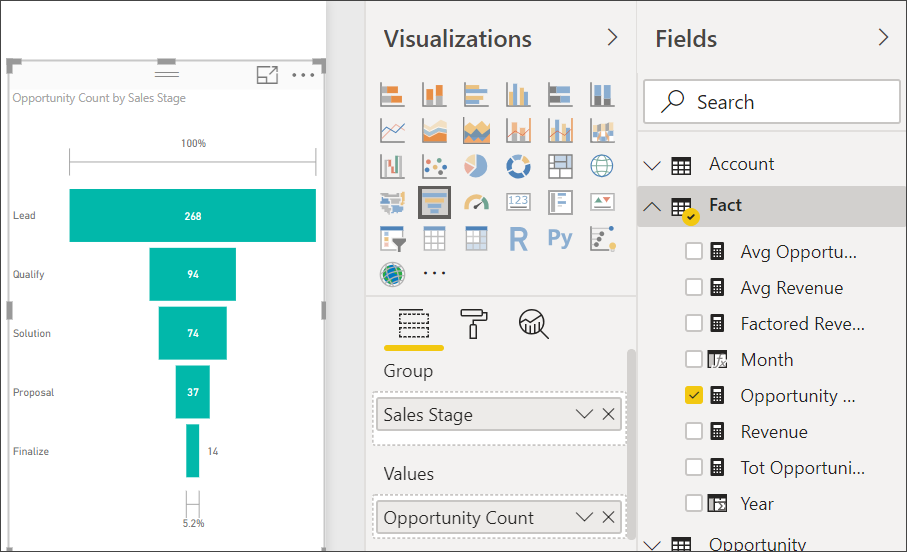 Opportunity Count by Sales Stage
100%
Lead
268
Qualify
94
Solution
74
Proposal
37
Finalize
14
5.2%
Visualizations
123
R
Py
Group
Sales Stage
Values
Opportunity Count
Fields
Search
Account
Fact
Avg Opportu...
Avg Revenue
Factored Reve...
Month
Opportunity ...
Revenue
Tot Opportuni...
Year
Opportunity